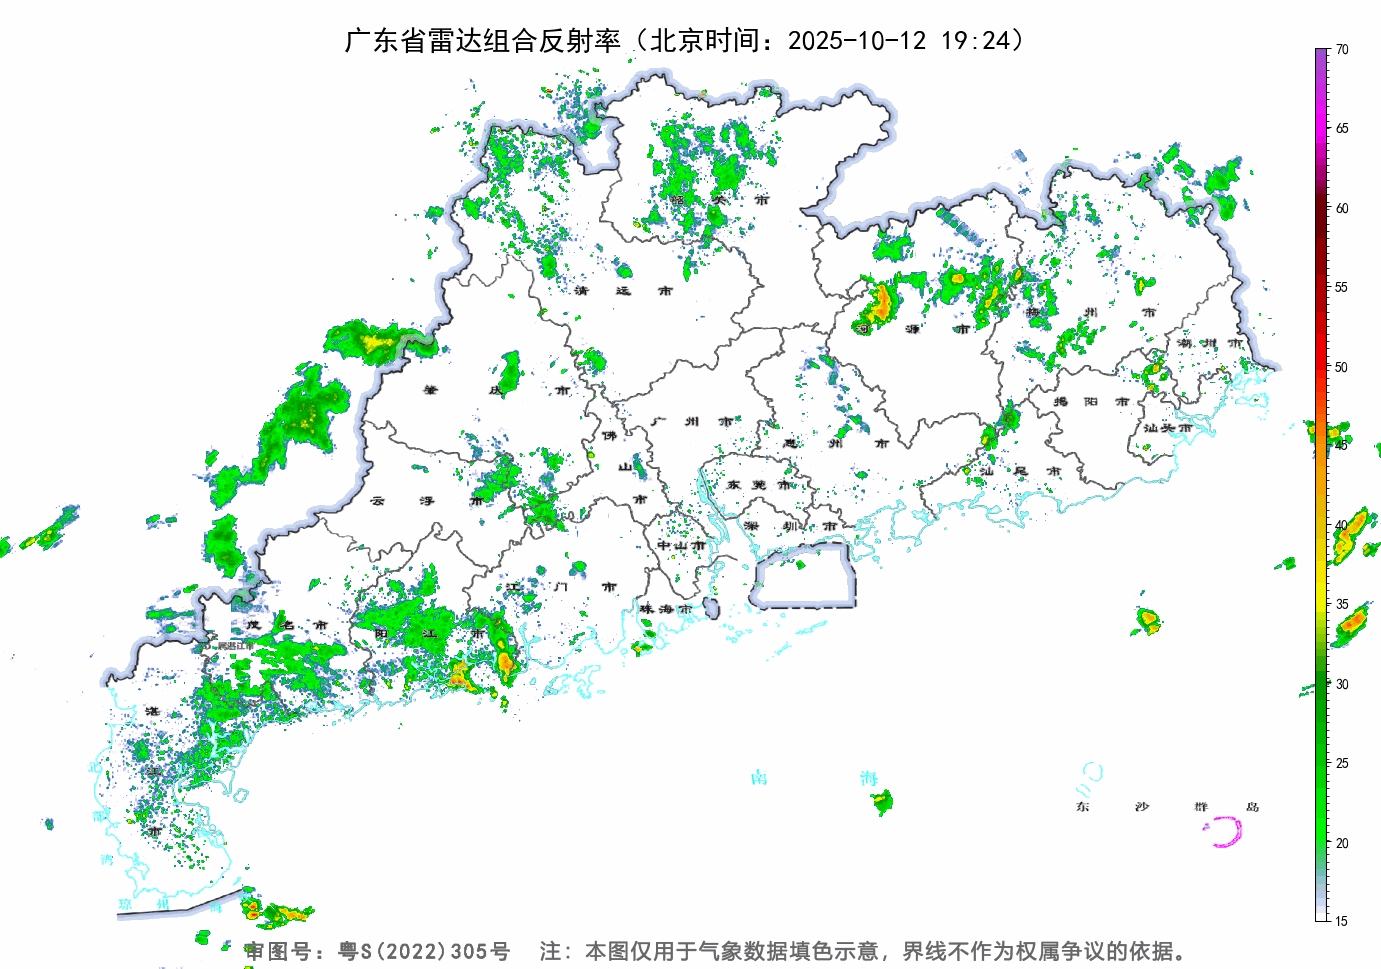 广东省雷达组合反射率（北京时间：2025-10-12 19:24）
70
65
60
55
50
45
40
35
30
25
20
15
韶关市
清远市
河源市
梅州市
潮州市
肇庆市
广州市
惠州市
揭阳市
汕头市
汕尾市
佛山市
东莞市
云浮市
深圳市
中山市
江门市
珠海市
茂名市
阳江市
属湛江市
湛江市
北部湾
南海
东沙群岛
琼州海
审图号：粤S(2022)305号 注：本图仅用于气象数据填色示意，界线不作为权属争议的依据。